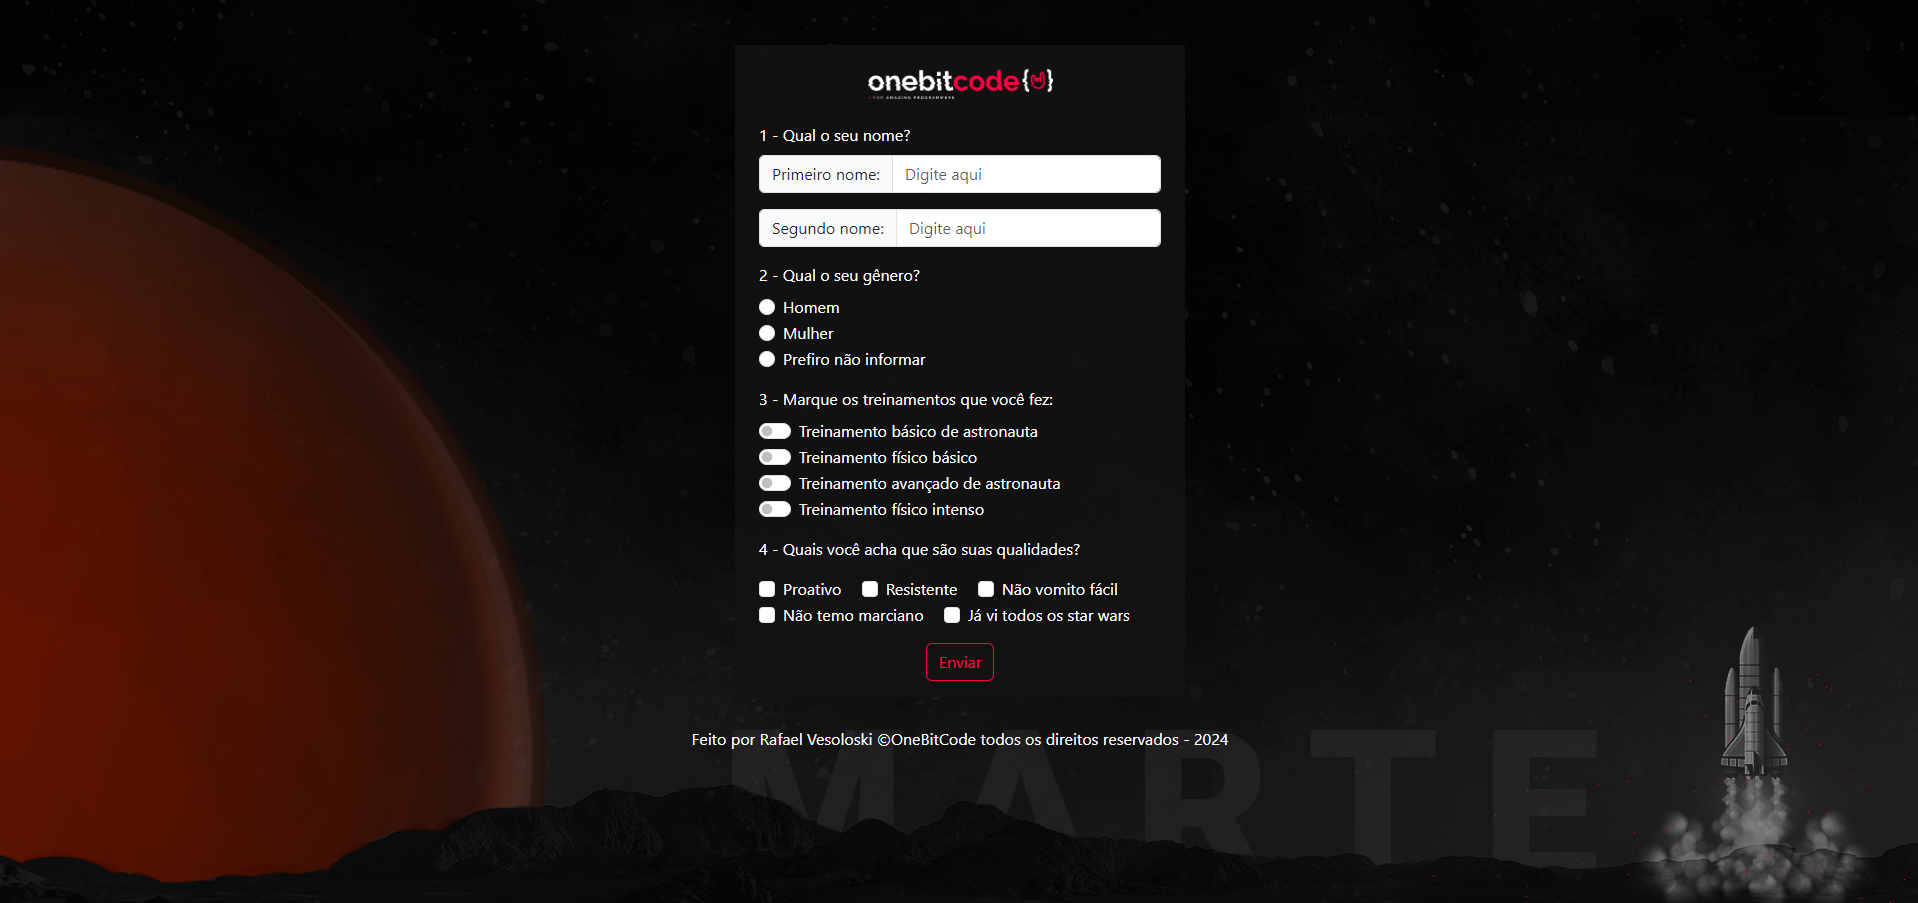 onebitcode{}
FOR AMAZING PROGRAMMERS
1 - Qual o seu nome?
Primeiro nome: Digite aqui
Segundo nome: Digite aqui
2 - Qual o seu gênero?
Homem
Mulher
Prefiro não informar
3 - Marque os treinamentos que você fez:
Treinamento básico de astronauta
Treinamento físico básico
Treinamento avançado de astronauta
Treinamento físico intenso
4 - Quais você acha que são suas qualidades?
Proativo Resistente Não vomito fácil
Não temo marciano Já vi todos os star wars
Enviar
Feito por Rafael Vesoloski ©OneBitCode todos os direitos reservados - 2024
MARTE